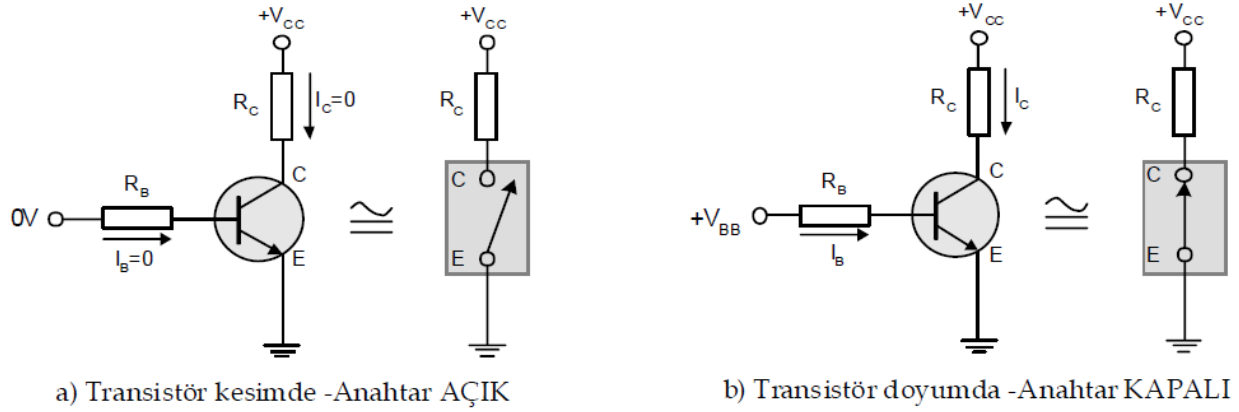 +VCC
RC
IC=0
C
RB
0V
IB=0
E
+VCC
RC
C
E
a) Transistör kesimde -Anahtar AÇIK
+VCC
RC
IC
C
RB
+VBB
IB
E
+VCC
RC
C
E
b) Transistör doyumda -Anahtar KAPALI